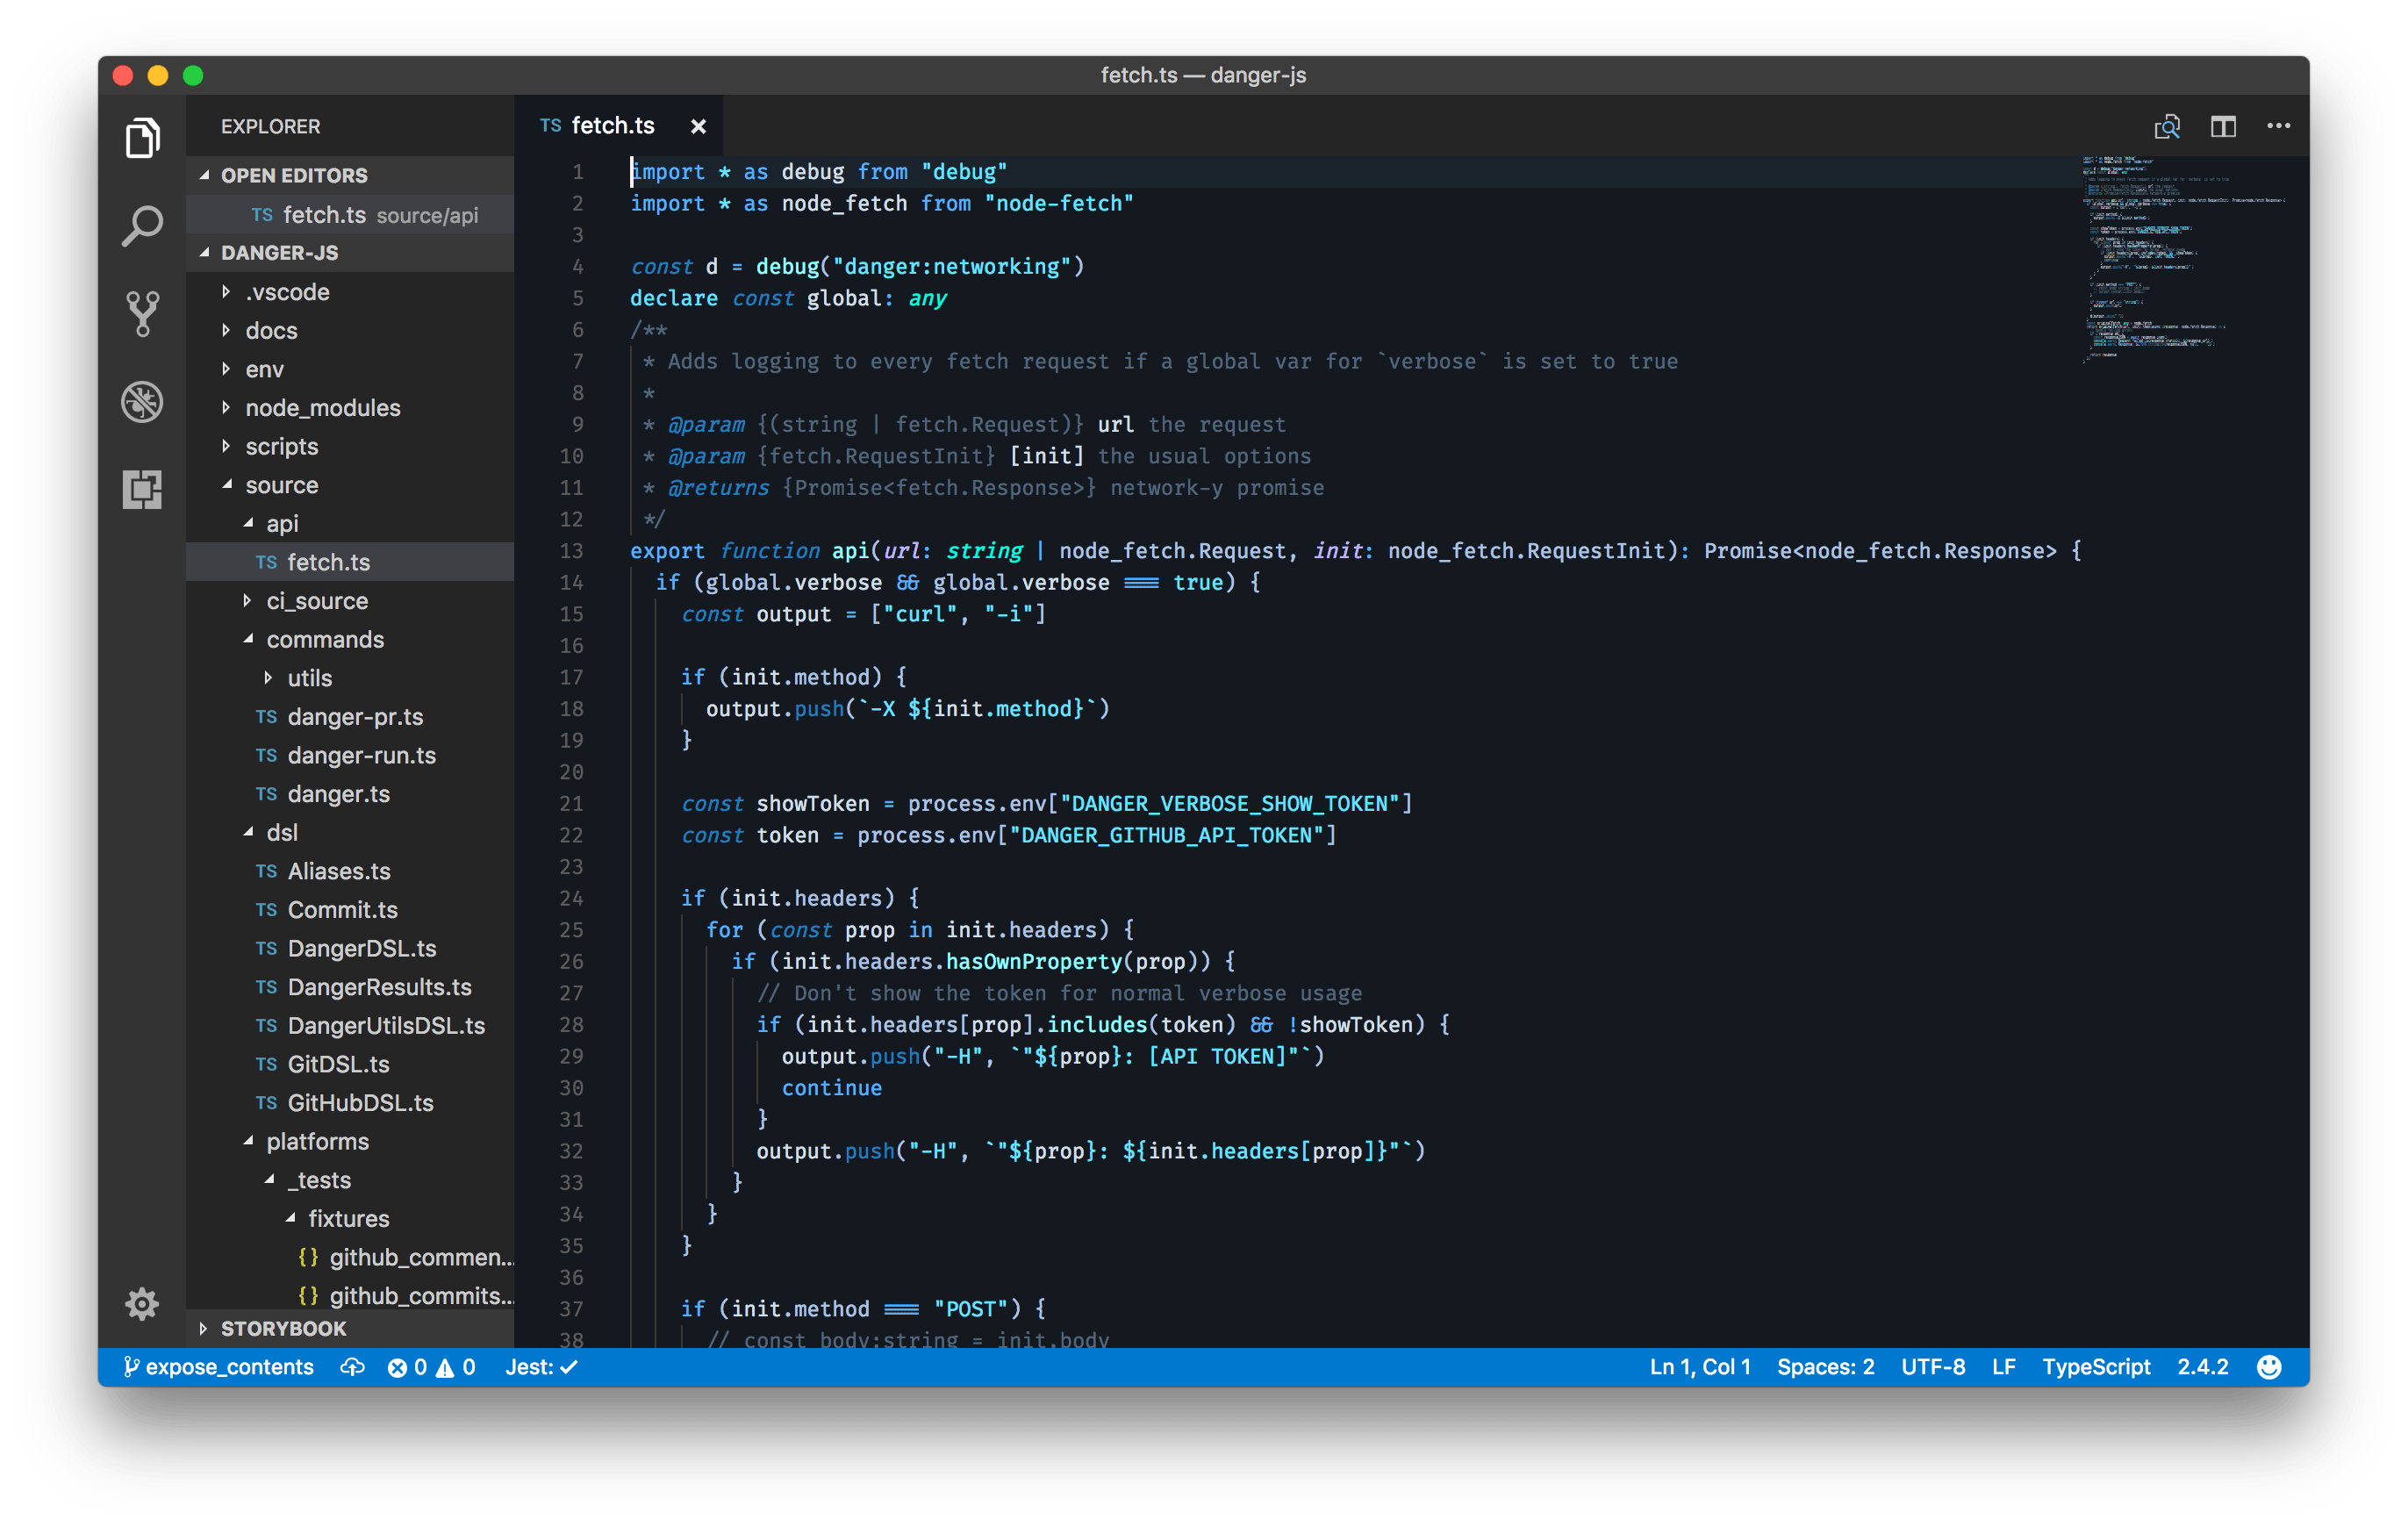 fetch.ts — danger-js
EXPLORER
OPEN EDITORS
TS fetch.ts source/api
DANGER-JS
.vscode
docs
env
node_modules
scripts
source
api
TS fetch.ts
ci_source
commands
utils
TS danger-pr.ts
TS danger-run.ts
TS danger.ts
dsl
TS Aliases.ts
TS Commit.ts
TS DangerDSL.ts
TS DangerResults.ts
TS DangerUtilsDSL.ts
TS GitDSL.ts
TS GitHubDSL.ts
platforms
_tests
fixtures
{} github_commen...
{} github_commits...
STORYBOOK
TS fetch.ts ×
1 import * as debug from "debug"
2 import * as node_fetch from "node-fetch"
3
4 const d = debug("danger:networking")
5 declare const global: any
6 /**
7 * Adds logging to every fetch request if a global var for `verbose` is set to true
8 *
9 * @param {(string | fetch.Request)} url the request
10 * @param {fetch.RequestInit} [init] the usual options
11 * @returns {Promise<fetch.Response>} network-y promise
12 */
13 export function api(url: string | node_fetch.Request, init: node_fetch.RequestInit): Promise<node_fetch.Response> {
14 if (global.verbose && global.verbose === true) {
15 const output = ["curl", "-i"]
16
17 if (init.method) {
18 output.push(`-X ${init.method}`)
19 }
20
21 const showToken = process.env["DANGER_VERBOSE_SHOW_TOKEN"]
22 const token = process.env["DANGER_GITHUB_API_TOKEN"]
23
24 if (init.headers) {
25 for (const prop in init.headers) {
26 if (init.headers.hasOwnProperty(prop)) {
27 // Don't show the token for normal verbose usage
28 if (init.headers[prop].includes(token) && !showToken) {
29 output.push("-H", `"${prop}: [API TOKEN]"`)
30 continue
31 }
32 output.push("-H", `"${prop}: ${init.headers[prop]}"`)
33 }
34 }
35 }
36
37 if (init.method === "POST") {
38 // const body:string = init.body
expose_contents 0 0 Jest: ✓ Ln 1, Col 1 Spaces: 2 UTF-8 LF TypeScript 2.4.2